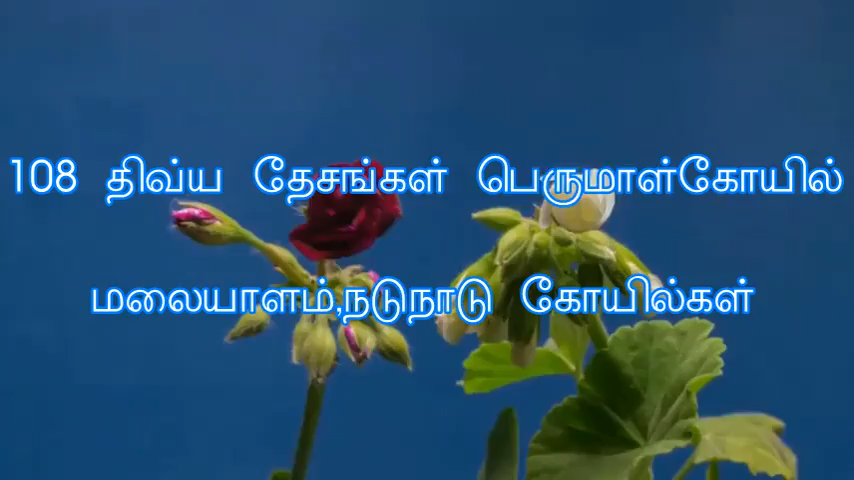 108 திவ்ய தேசங்கள் பெருமாள்கோயில்
மலையாளம்,நடுநாடு கோயில்கள்